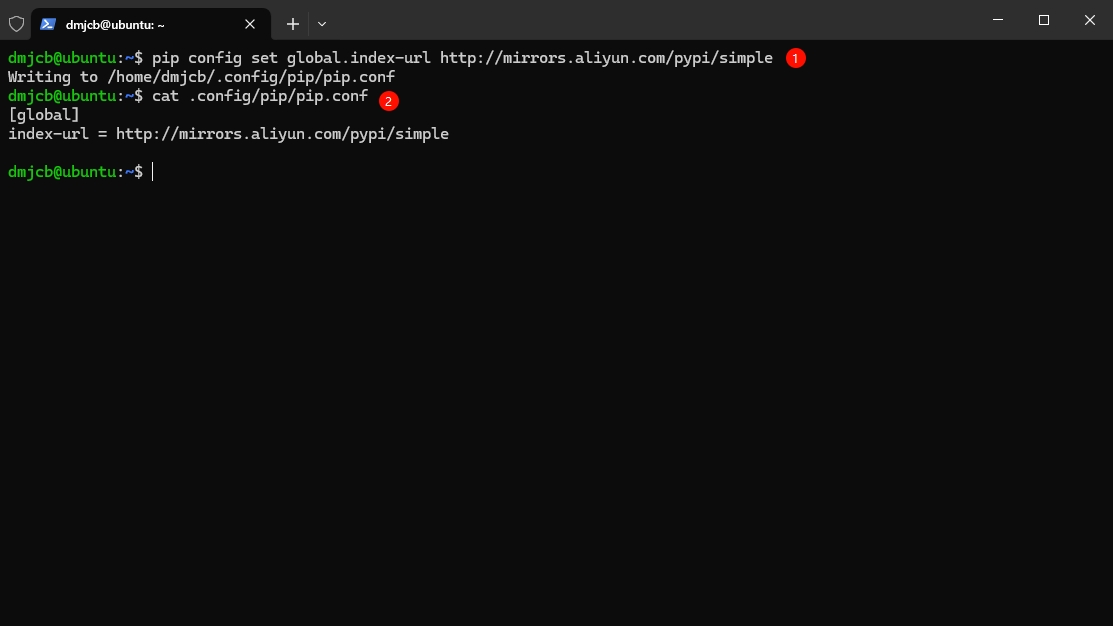 dmjcb@ubuntu: ~
dmjcb@ubuntu:~$ pip config set global.index-url http://mirrors.aliyun.com/pypi/simple 1
Writing to /home/dmjcb/.config/pip/pip.conf
dmjcb@ubuntu:~$ cat .config/pip/pip.conf 2
[global]
index-url = http://mirrors.aliyun.com/pypi/simple
dmjcb@ubuntu:~$